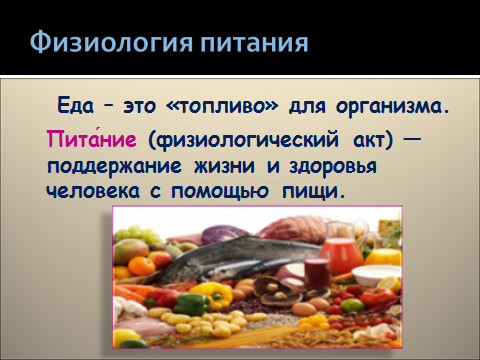 Физиология питания
Еда – это «топливо» для организма.
Пита́ние (физиологический акт) —
поддержание жизни и здоровья
человека с помощью пищи.